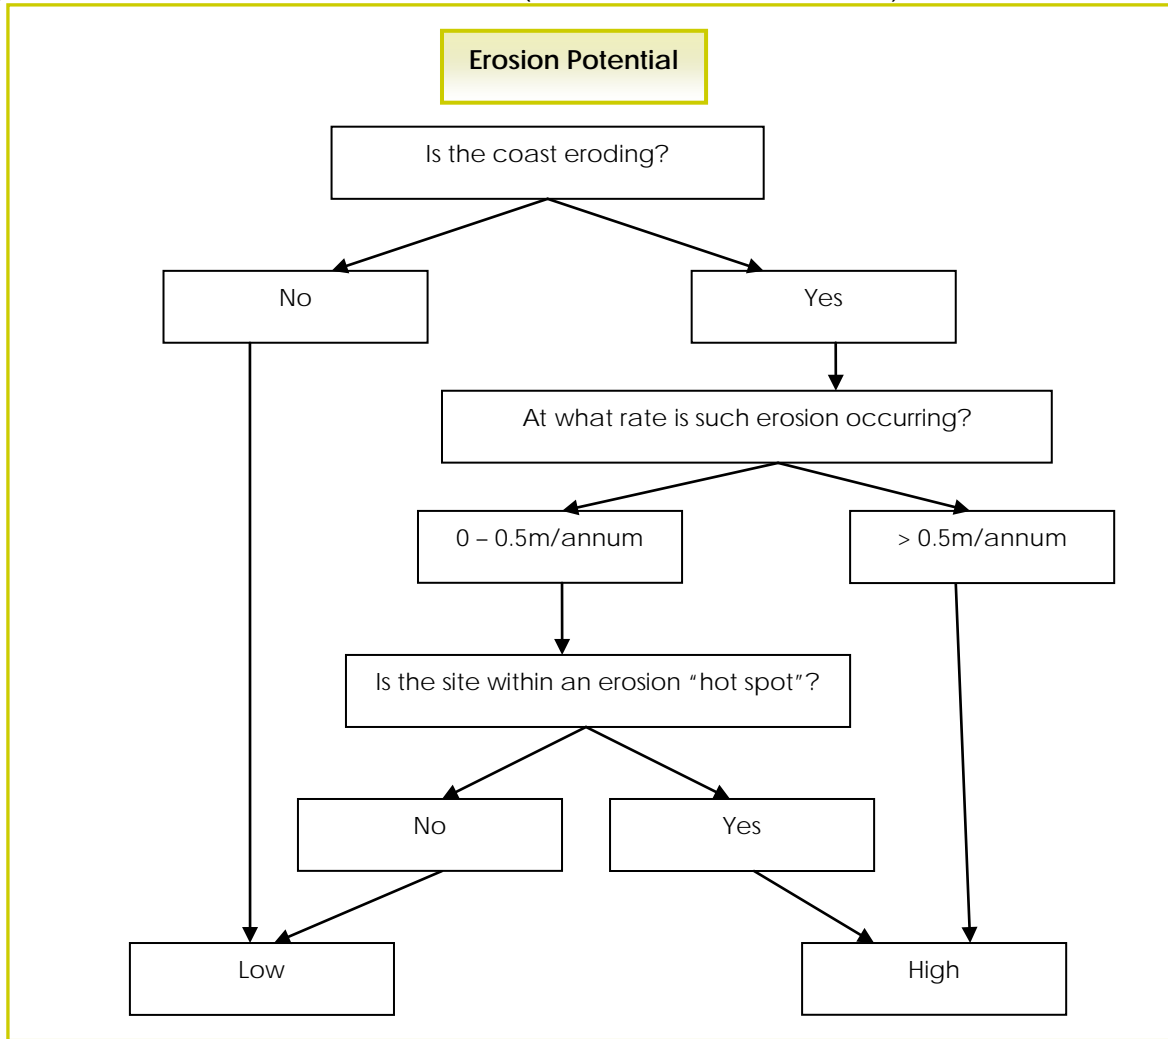 Erosion Potential
Is the coast eroding?
No
Yes
At what rate is such erosion occurring?
0 – 0.5m/annum
> 0.5m/annum
Is the site within an erosion “hot spot”?
No
Yes
Low
High